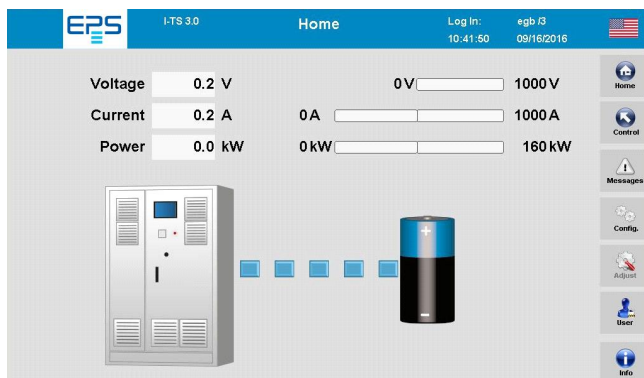 EPS
I-TS 3.0
Home
Log In: egb /3
10:41:50 09/16/2016
Voltage 0.2 V 0 V 1000 V
Current 0.2 A 0 A 1000 A
Power 0.0 kW 0 kW 160 kW
+
-
Home
Control
Messages
Config.
Adjust
User
Info